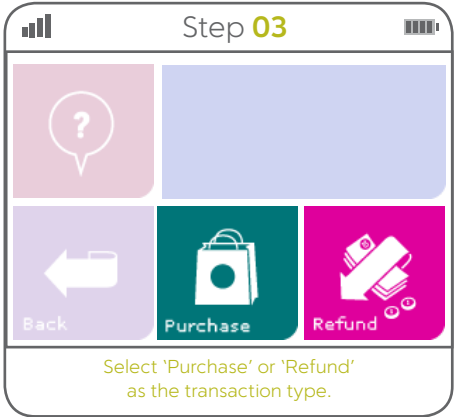 Step 03
?
Back
Purchase
Refund
Select ‘Purchase’ or ‘Refund’
as the transaction type.